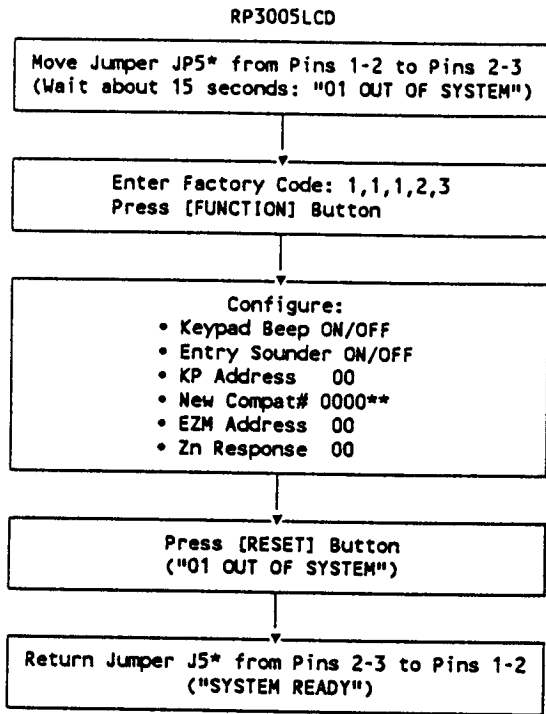 RP3005LCD
Move Jumper JP5* from Pins 1-2 to Pins 2-3
(Wait about 15 seconds: "01 OUT OF SYSTEM")
Enter Factory Code: 1,1,1,2,3
Press [FUNCTION] Button
Configure:
• Keypad Beep ON/OFF
• Entry Sounder ON/OFF
• KP Address 00
• New Compat# 0000**
• EZM Address 00
• Zn Response 00
Press [RESET] Button
("01 OUT OF SYSTEM")
Return Jumper J5* from Pins 2-3 to Pins 1-2
("SYSTEM READY")